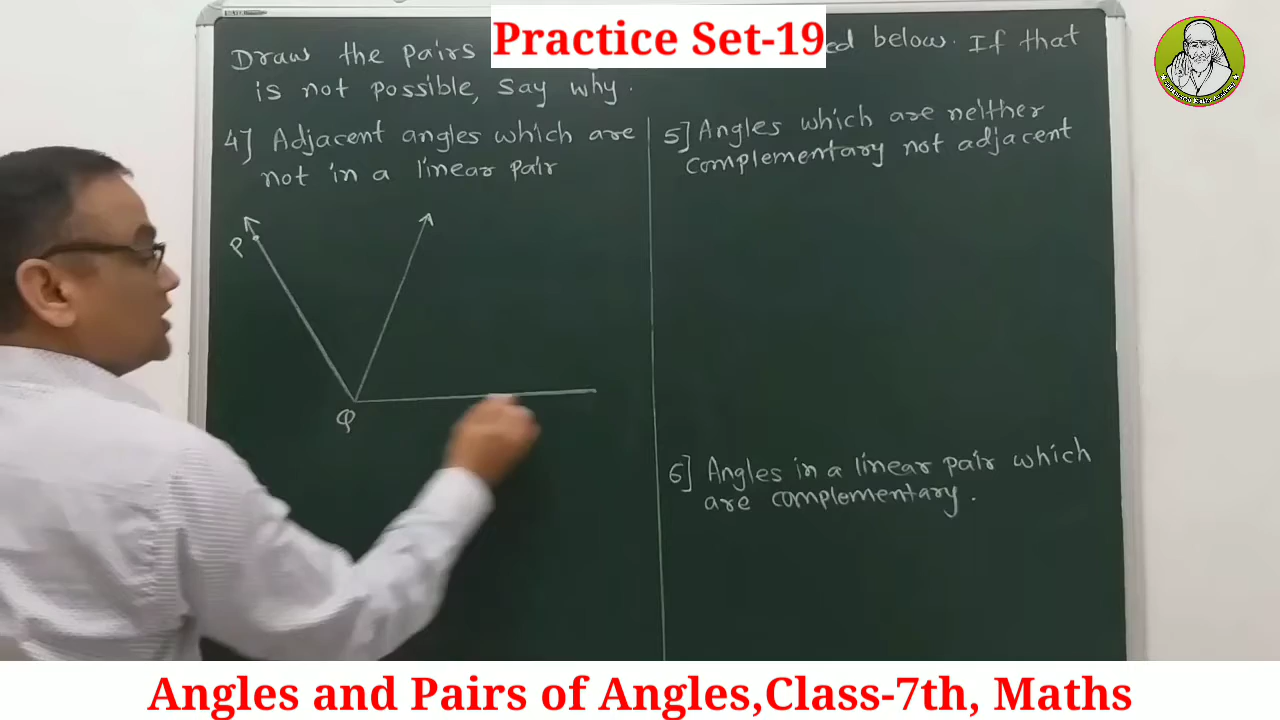 Practice Set-19
Draw the pairs ed below. If that
is not possible, say why.
4] Adjacent angles which are
not in a linear pair
P
Q
5] Angles which are neither
complementary not adjacent
6] Angles in a linear pair which
are complementary.
Angles and Pairs of Angles,Class-7th, Maths